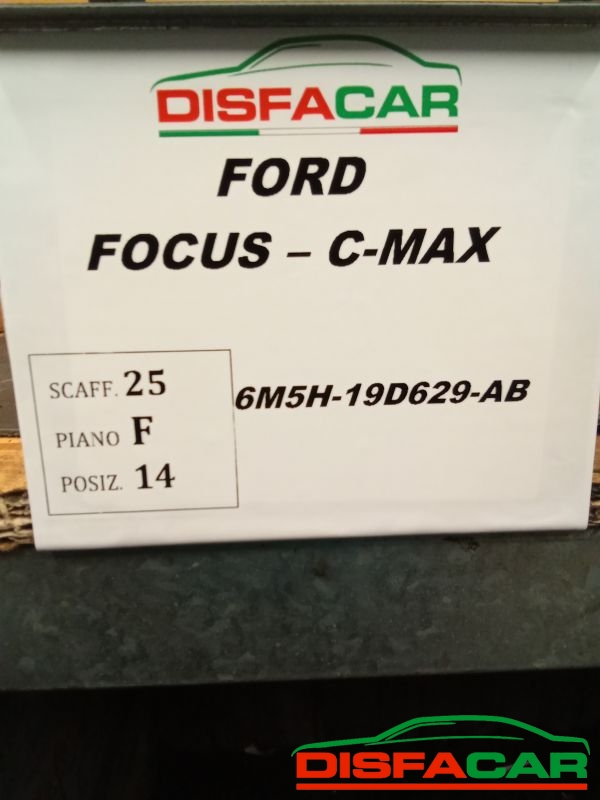 DISFACAR
FORD
FOCUS – C-MAX
SCAFF. 25
PIANO F
POSIZ. 14
6M5H-19D629-AB
DISFACAR